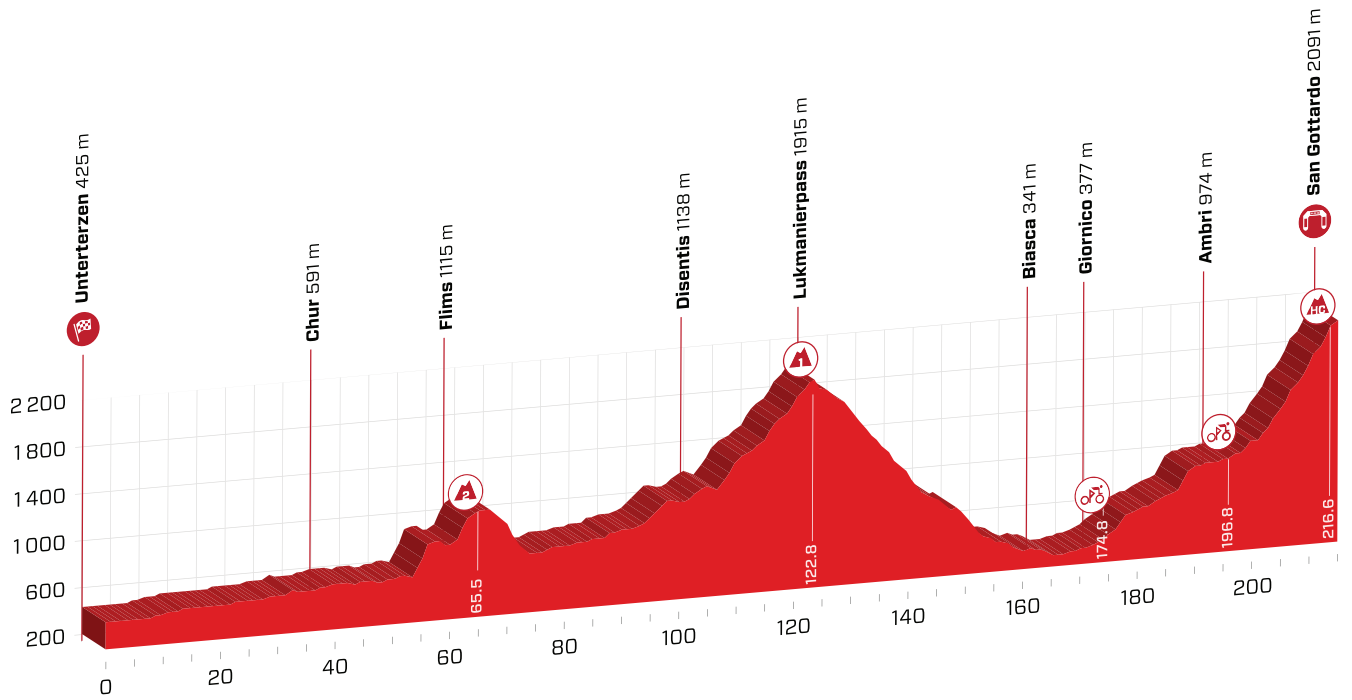 Unterterzen 425 m
Chur 591 m
Flims 1115 m
Disentis 1138 m
Lukmanierpass 1915 m
Biasca 341 m
Giornico 377 m
Ambri 974 m
San Gottardo 2091 m
2 200
1800
1400
1000
600
200
2
1
HC
65.5
122.8
174.8
196.8
216.6
0
20
40
60
80
100
120
140
160
180
200